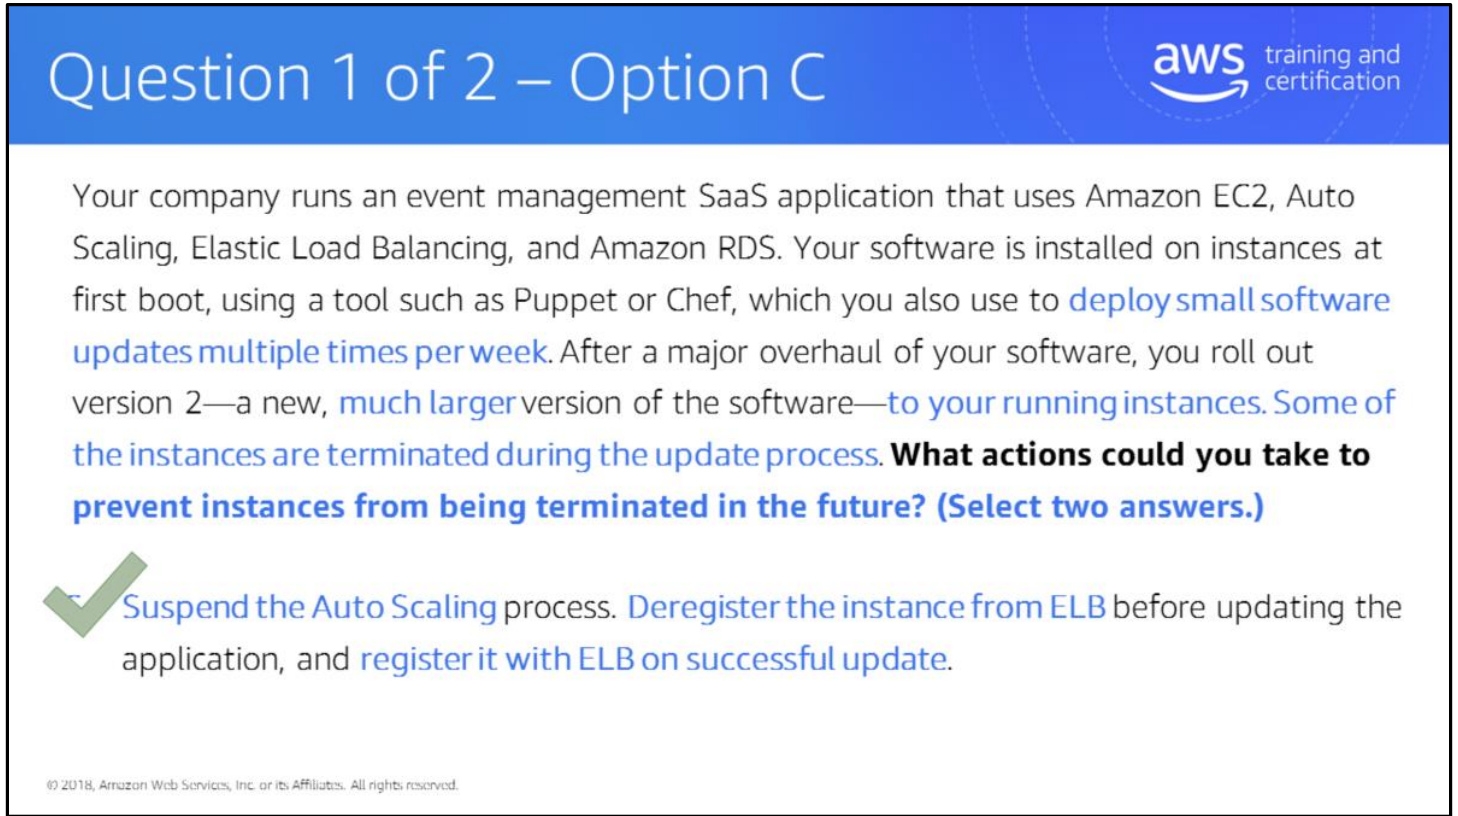 Question 1 of 2 – Option C
aws training and
certification
Your company runs an event management SaaS application that uses Amazon EC2, Auto
Scaling, Elastic Load Balancing, and Amazon RDS. Your software is installed on instances at
first boot, using a tool such as Puppet or Chef, which you also use to deploy small software
updates multiple times per week. After a major overhaul of your software, you roll out
version 2—a new, much larger version of the software—to your running instances. Some of
the instances are terminated during the update process. What actions could you take to
prevent instances from being terminated in the future? (Select two answers.)
Suspend the Auto Scaling process. Deregister the instance from ELB before updating the
application, and register it with ELB on successful update.
© 2018, Amazon Web Services, Inc. or its Affiliates. All rights reserved.